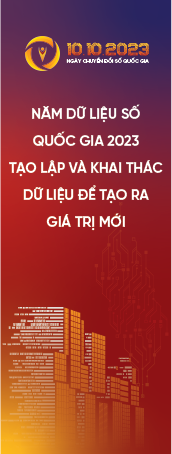 10 10 2023
NGÀY CHUYỂN ĐỔI SỐ QUỐC GIA
NĂM DỮ LIỆU SỐ
QUỐC GIA 2023
TẠO LẬP VÀ KHAI THÁC
DỮ LIỆU ĐỂ TẠO RA
GIÁ TRỊ MỚI